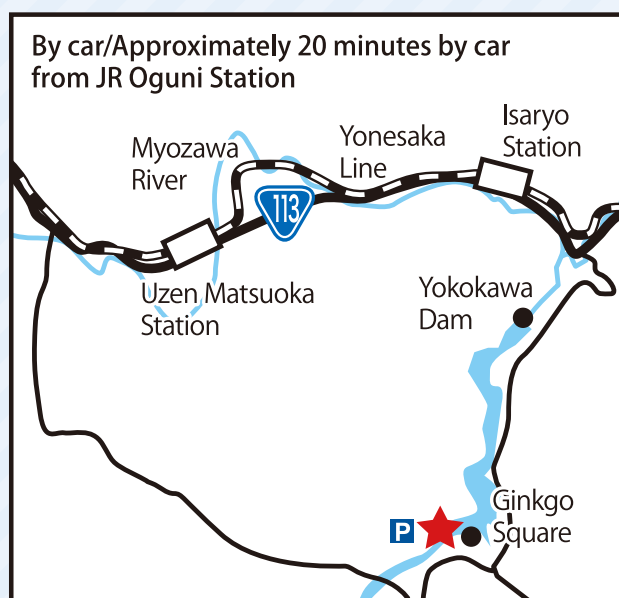 By car/Approximately 20 minutes by car
from JR Oguni Station
Isaryo
Station
Yonesaka
Line
Myozawa
River
113
Uzen Matsuoka
Station
Yokokawa
Dam
Ginkgo
Square
P